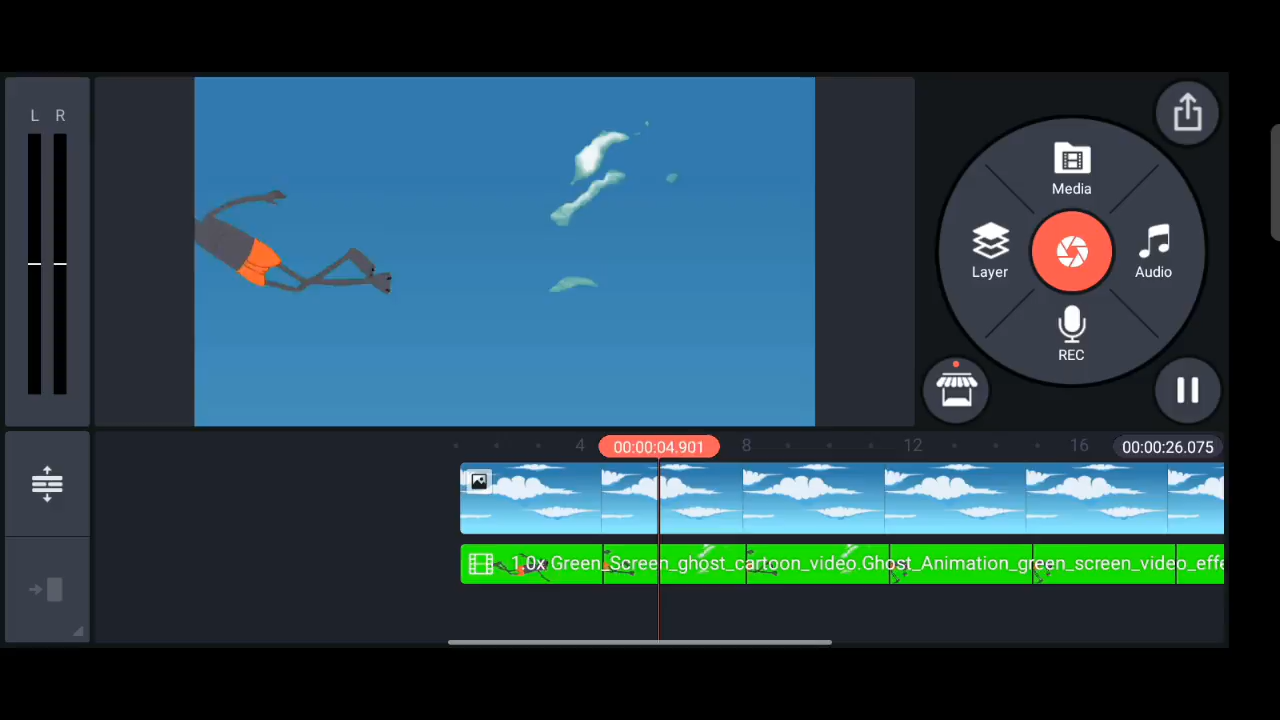 L R
Media
Layer
Audio
REC
4 00:00:04.901 8 12 16 00:00:26.075
1.0x Green_Screen_ghost_cartoon_video.Ghost_Animation_green_screen_video_effe